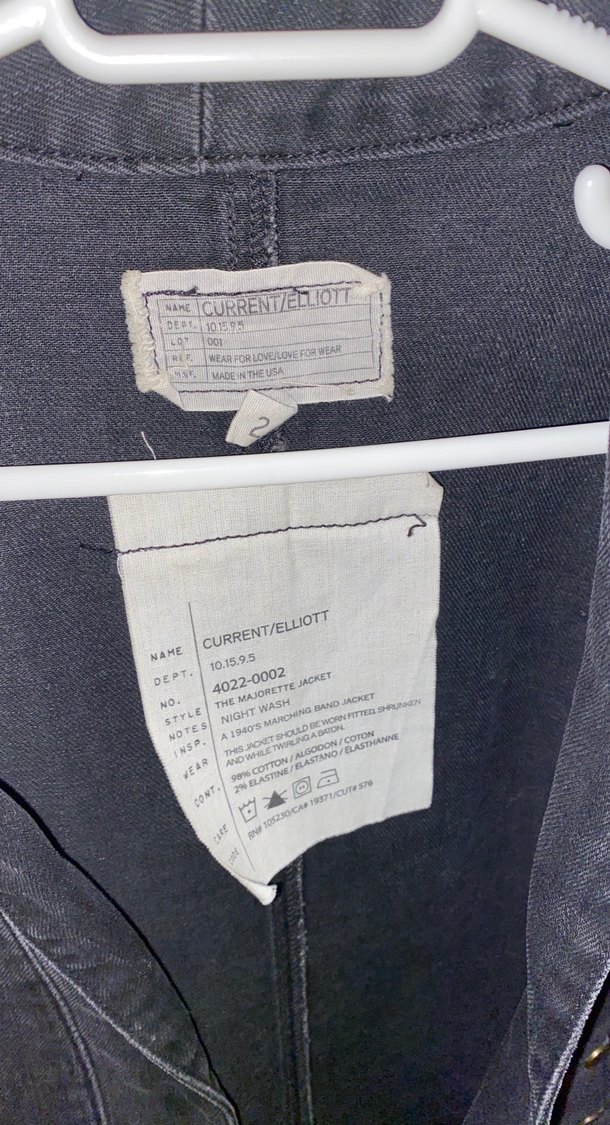 NAME CURRENT/ELLIOTT
DEPT. 10.15.9.5
LOT 001
REF. WEAR FOR LOVE/LOVE FOR WEAR
MNF. MADE IN THE USA
2
NAME CURRENT/ELLIOTT
DEPT. 10.15.9.5
NO. 4022-0002
STYLE THE MAJORETTE JACKET
NOTES NIGHT WASH
INSP. A 1940'S MARCHING BAND JACKET
WEAR THIS JACKET SHOULD BE WORN FITTED, SHRUNKEN
AND WHILE TWIRLING A BATON.
CONT. 98% COTTON / ALGODON / COTON
2% ELASTINE / ELASTANO / ELASTHANNE
CARE
CODE RN# 105230/CA# 19371/CUT# 576